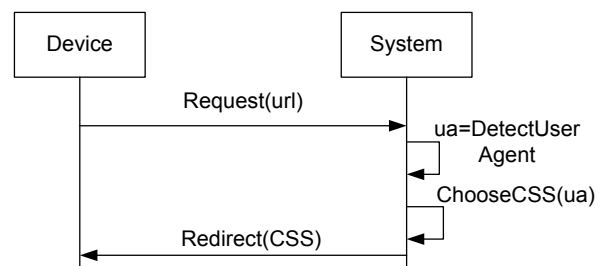 Device
System
Request(url)
ua=DetectUser
Agent
ChooseCSS(ua)
Redirect(CSS)